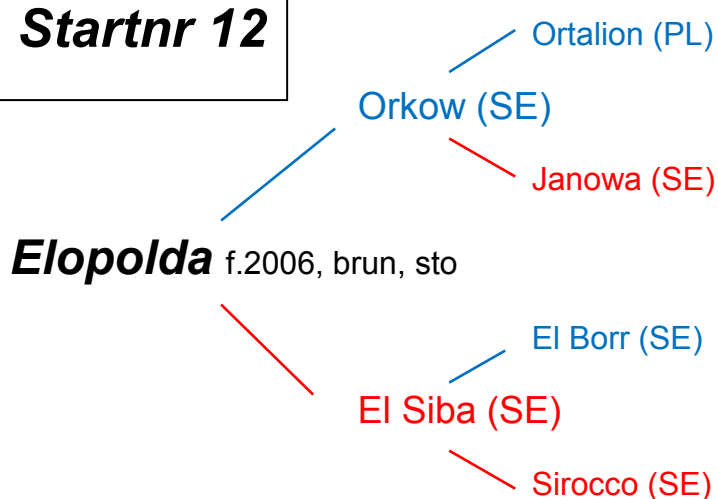 Startnr 12
Ortalion (PL)
Orkow (SE)
Janowa (SE)
Elopolda f.2006, brun, sto
El Borr (SE)
El Siba (SE)
Sirocco (SE)